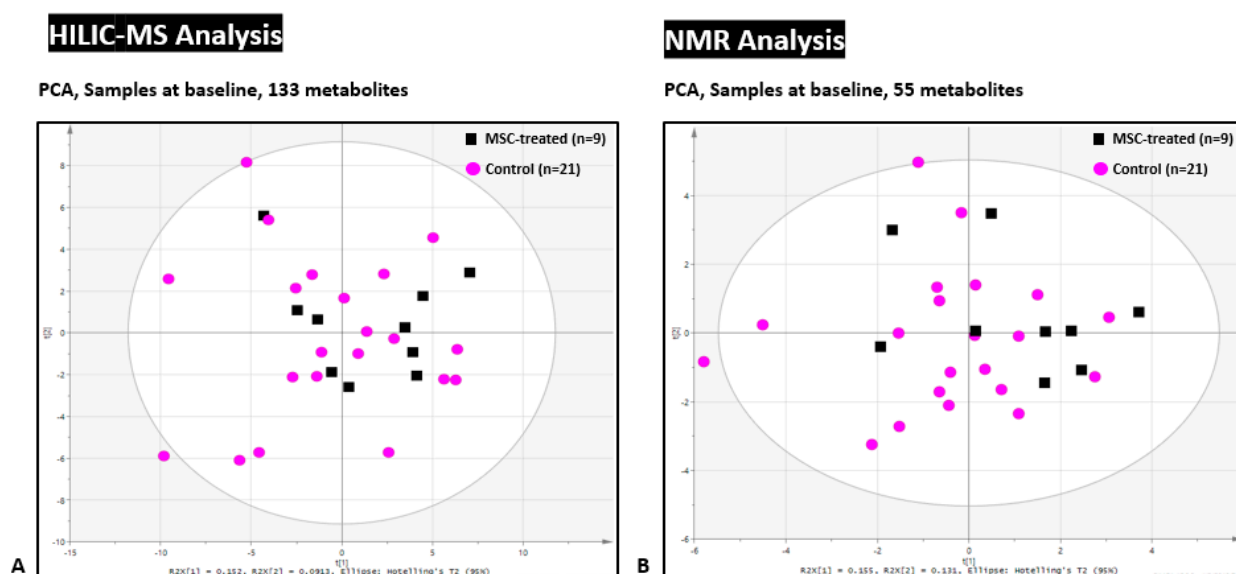 HILIC-MS Analysis
PCA, Samples at baseline, 133 metabolites
MSC-treated (n=9)
Control (n=21)
8
6
4
2
0
-2
-4
-6
-8
-10
t[2]
-15
-10
-5
0
5
10
t[1]
R2X[1] = 0.152, R2X[2] = 0.0913, Ellipse: Hotelling's T2 (95%)
A
NMR Analysis
PCA, Samples at baseline, 55 metabolites
MSC-treated (n=9)
Control (n=21)
4
2
0
-2
-4
-6
t[2]
-6
-4
-2
0
2
4
t[1]
R2X[1] = 0.155, R2X[2] = 0.131, Ellipse: Hotelling's T2 (95%)
B